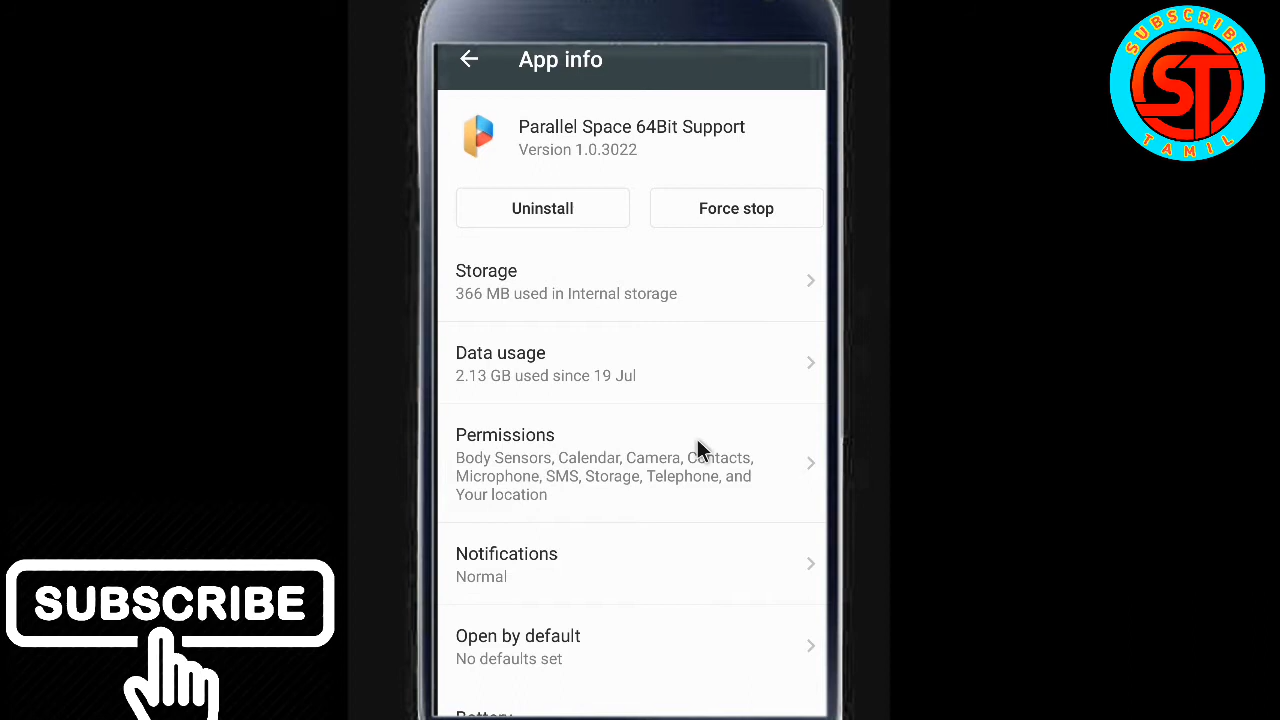 App info
Parallel Space 64Bit Support
Version 1.0.3022
Uninstall
Force stop
Storage
366 MB used in Internal storage
Data usage
2.13 GB used since 19 Jul
Permissions
Body Sensors, Calendar, Camera, Contacts,
Microphone, SMS, Storage, Telephone, and
Your location
Notifications
Normal
Open by default
No defaults set
Battery
SUBSCRIBE
ST
TAMIL
SUBSCRIBE